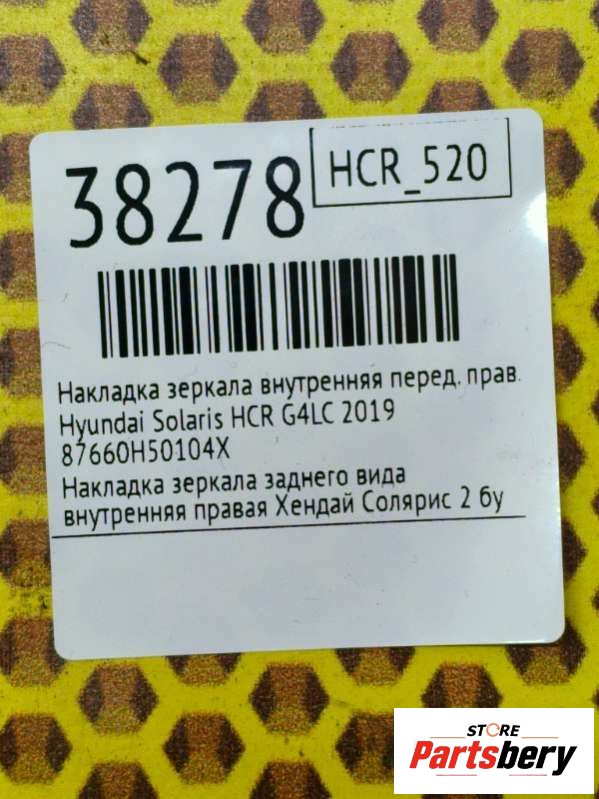 38278
HCR_520
Накладка зеркала внутренняя перед. прав.
Hyundai Solaris HCR G4LC 2019
87660H50104X
Накладка зеркала заднего вида
внутренняя правая Хендай Солярис 2 бу
STORE
Partsbery